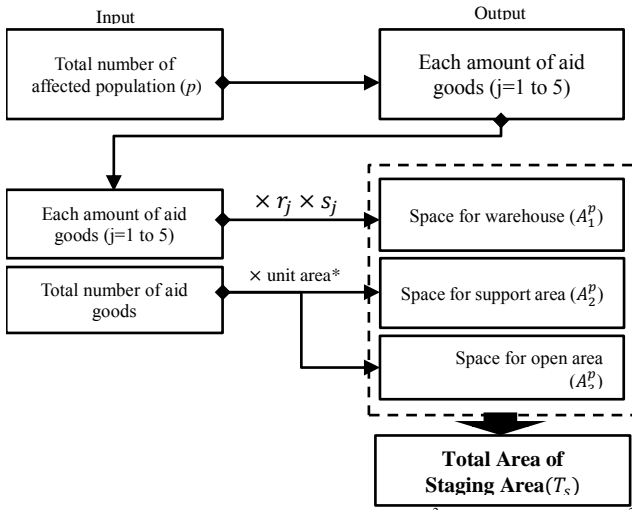 Input
Output
Total number of
affected population (p)
Each amount of aid
goods (j=1 to 5)
Each amount of aid
goods (j=1 to 5)
× r_j × s_j
Space for warehouse (A_1^p)
Total number of aid
goods
× unit area*
Space for support area (A_2^p)
Space for open area
Total Area of
Staging Area(T_s)